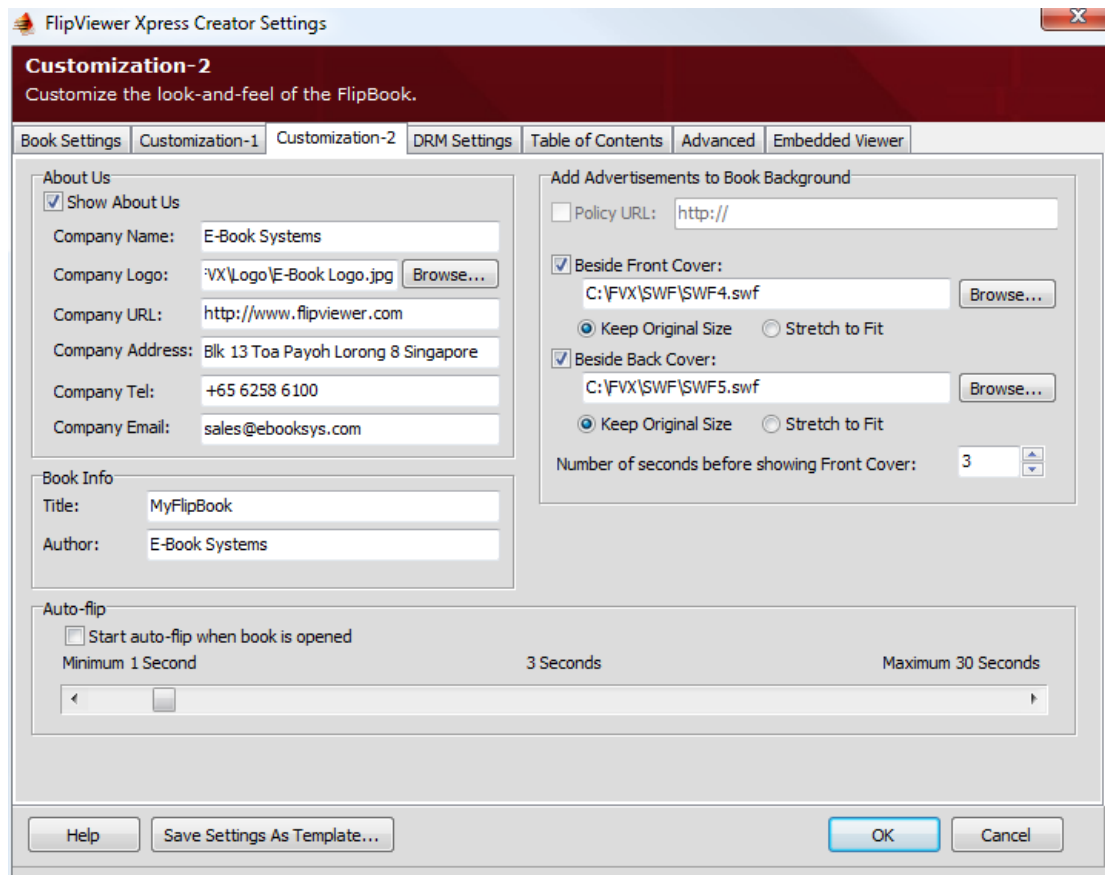 FlipViewer Xpress Creator Settings
Customization-2
Customize the look-and-feel of the FlipBook.
Book Settings Customization-1 Customization-2 DRM Settings Table of Contents Advanced Embedded Viewer
About Us
Show About Us
Company Name: E-Book Systems
Company Logo: VX\Logo\E-Book Logo.jpg Browse...
Company URL: http://www.flipviewer.com
Company Address: Blk 13 Toa Payoh Lorong 8 Singapore
Company Tel: +65 6258 6100
Company Email: sales@ebooksys.com
Book Info
Title: MyFlipBook
Author: E-Book Systems
Add Advertisements to Book Background
Policy URL: http://
Beside Front Cover:
C:\FVX\SWF\SWF4.swf Browse...
Keep Original Size Stretch to Fit
Beside Back Cover:
C:\FVX\SWF\SWF5.swf Browse...
Keep Original Size Stretch to Fit
Number of seconds before showing Front Cover: 3
Auto-flip
Start auto-flip when book is opened
Minimum 1 Second 3 Seconds Maximum 30 Seconds
Help Save Settings As Template... OK Cancel